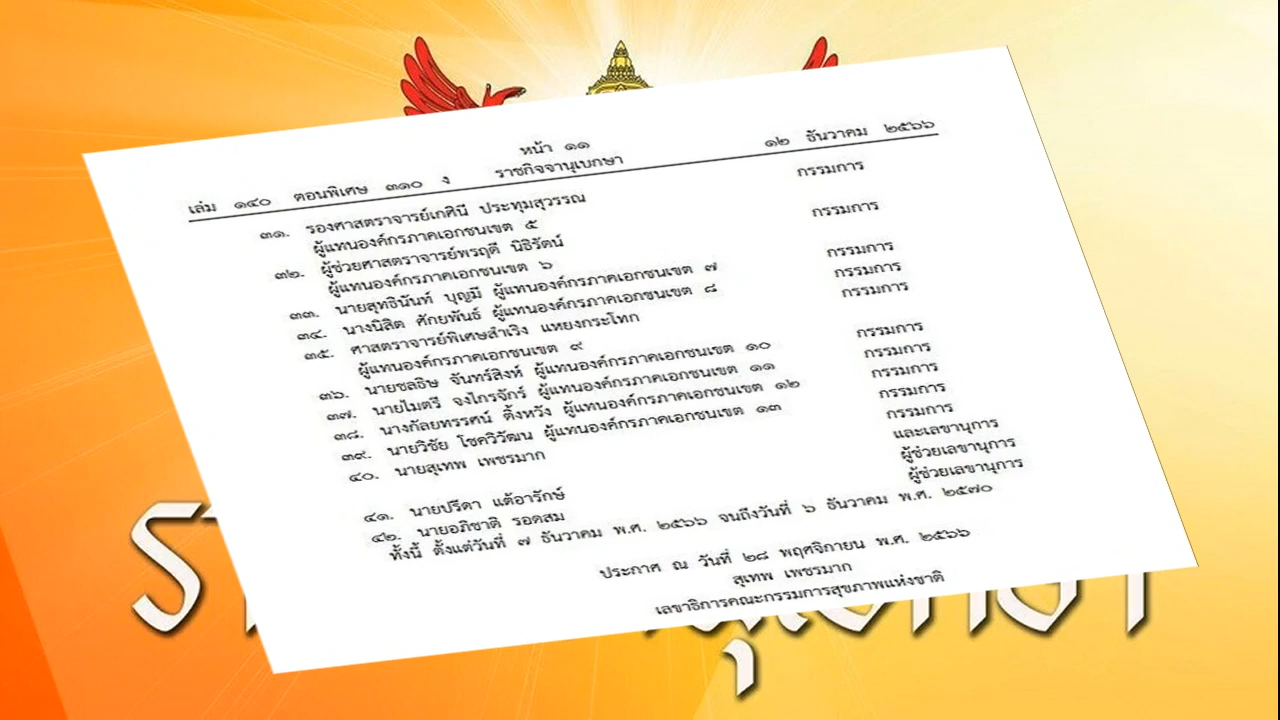 หน้า ๑๑
เล่ม ๑๔๐ ตอนพิเศษ ๓๑๐ ง ราชกิจจานุเบกษา ๑๒ ธันวาคม ๒๕๖๖
๓๑. รองศาสตราจารย์เกศินี ประทุมสุวรรณ กรรมการ
ผู้แทนองค์กรภาคเอกชนเขต ๕
๓๒. ผู้ช่วยศาสตราจารย์พรฤดี นิธิรัตน์ กรรมการ
ผู้แทนองค์กรภาคเอกชนเขต ๖
๓๓. นายสุทธินันท์ บุญมี ผู้แทนองค์กรภาคเอกชนเขต ๗ กรรมการ
๓๔. นางนิสิต ศักยพันธ์ ผู้แทนองค์กรภาคเอกชนเขต ๘ กรรมการ
๓๕. ศาสตราจารย์พิเศษสำเริง แหยงกระโทก กรรมการ
ผู้แทนองค์กรภาคเอกชนเขต ๙
๓๖. นายชลธิษ จันทร์สิงห์ ผู้แทนองค์กรภาคเอกชนเขต ๑๐ กรรมการ
๓๗. นายไมตรี จงไกรจักร์ ผู้แทนองค์กรภาคเอกชนเขต ๑๑ กรรมการ
๓๘. นางกัลยทรรศน์ ติ้งหวัง ผู้แทนองค์กรภาคเอกชนเขต ๑๒ กรรมการ
๓๙. นายวิชัย โชควิวัฒน ผู้แทนองค์กรภาคเอกชนเขต ๑๓ กรรมการ
๔๐. นายสุเทพ เพชรมาก กรรมการ
และเลขานุการ
๔๑. นายปรีดา แต้อารักษ์ ผู้ช่วยเลขานุการ
๔๒. นายอภิชาติ รอดสม ผู้ช่วยเลขานุการ
ทั้งนี้ ตั้งแต่วันที่ ๗ ธันวาคม พ.ศ. ๒๕๖๖ จนถึงวันที่ ๖ ธันวาคม พ.ศ. ๒๕๗๐
ประกาศ ณ วันที่ ๒๘ พฤศจิกายน พ.ศ. ๒๕๖๖
สุเทพ เพชรมาก
เลขาธิการคณะกรรมการสุขภาพแห่งชาติ